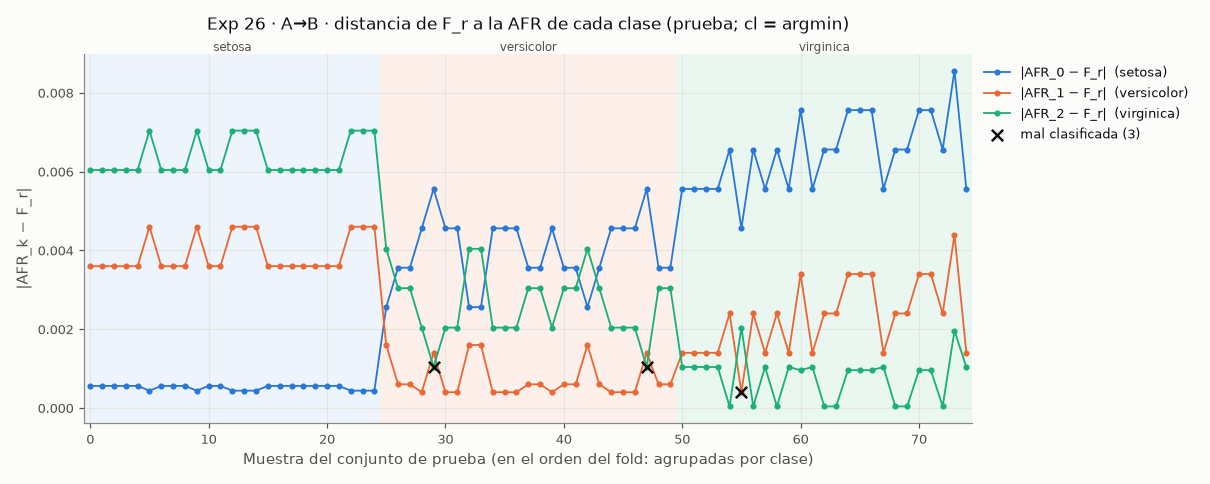 Exp 26 · A→B · distancia de F_r a la AFR de cada clase (prueba; cl = argmin)
setosa
versicolor
virginica
|AFR_0 − F_r| (setosa)
|AFR_1 − F_r| (versicolor)
|AFR_2 − F_r| (virginica)
mal clasificada (3)
|AFR_k − F_r|
0.008
0.006
0.004
0.002
0.000
0
10
20
30
40
50
60
70
Muestra del conjunto de prueba (en el orden del fold: agrupadas por clase)